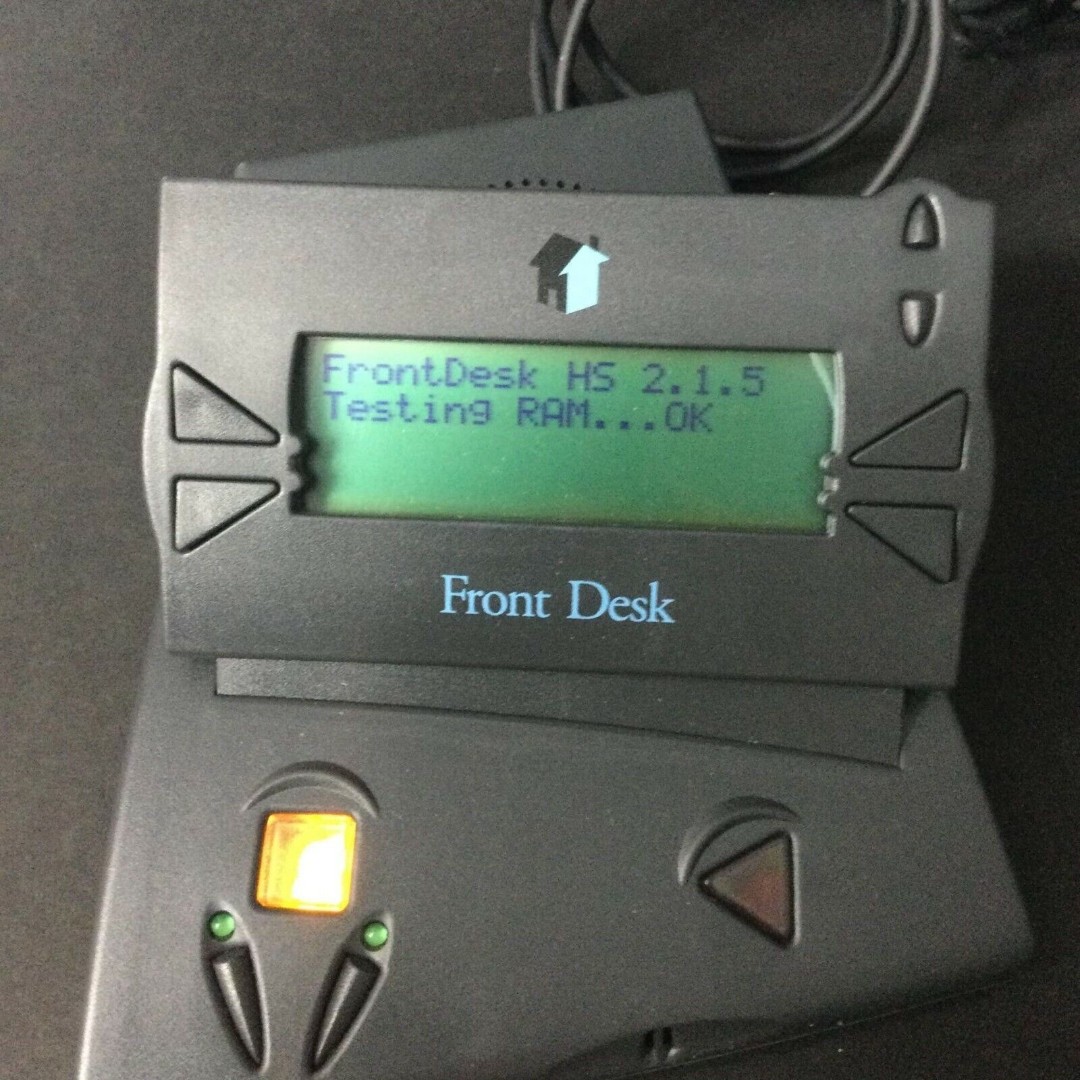 FrontDesk HS 2.1.5
Testing RAM...OK
Front Desk